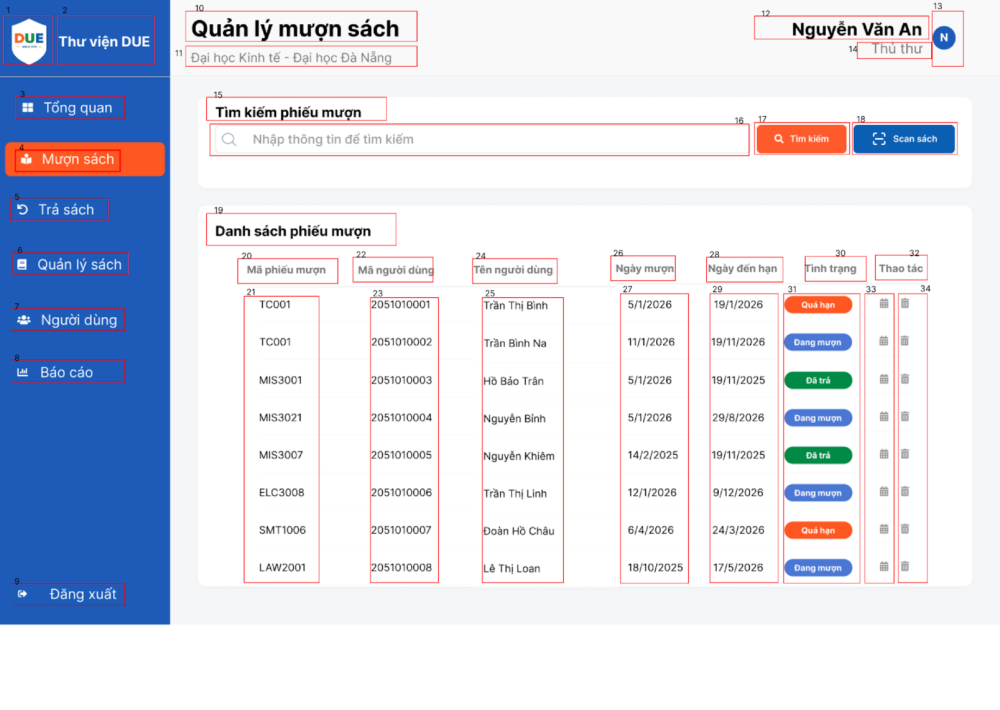 1
2
DUE
SINCE 1975
Thư viện DUE
3
Tổng quan
4
Mượn sách
5
Trả sách
6
Quản lý sách
7
Người dùng
8
Báo cáo
9
Đăng xuất
10
Quản lý mượn sách
11
Đại học Kinh tế - Đại học Đà Nẵng
12
Nguyễn Văn An
13
N
14
Thủ thư
15
Tìm kiếm phiếu mượn
16
Nhập thông tin để tìm kiếm
17
Tìm kiếm
18
Scan sách
19
Danh sách phiếu mượn
20 22 24 26 28 30 32
Mã phiếu mượn Mã người dùng Tên người dùng Ngày mượn Ngày đến hạn Tình trạng Thao tác
21 23 25 27 29 31 33 34
TC001 2051010001 Trần Thị Bình 5/1/2026 19/1/2026 Quá hạn
TC001 2051010002 Trần Bình Na 11/1/2026 19/11/2026 Đang mượn
MIS3001 2051010003 Hồ Bảo Trân 5/1/2026 19/11/2025 Đã trả
MIS3021 2051010004 Nguyễn Bỉnh 5/1/2026 29/8/2026 Đang mượn
MIS3007 2051010005 Nguyễn Khiêm 14/2/2025 19/11/2025 Đã trả
ELC3008 2051010006 Trần Thị Linh 12/1/2026 9/12/2026 Đang mượn
SMT1006 2051010007 Đoàn Hồ Châu 6/4/2026 24/3/2026 Quá hạn
LAW2001 2051010008 Lê Thị Loan 18/10/2025 17/5/2026 Đang mượn